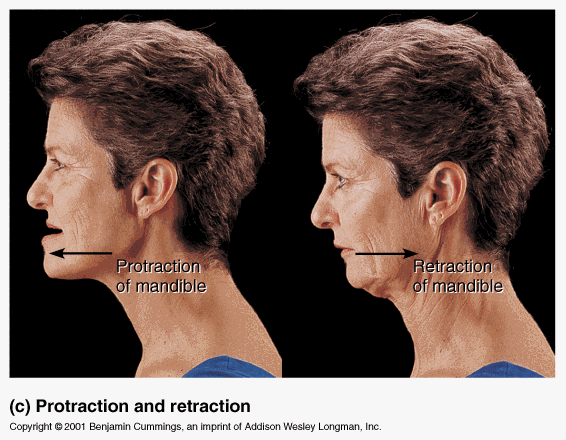 Protraction
of mandible
Retraction
of mandible
(c) Protraction and retraction
Copyright © 2001 Benjamin Cummings, an imprint of Addison Wesley Longman, Inc.